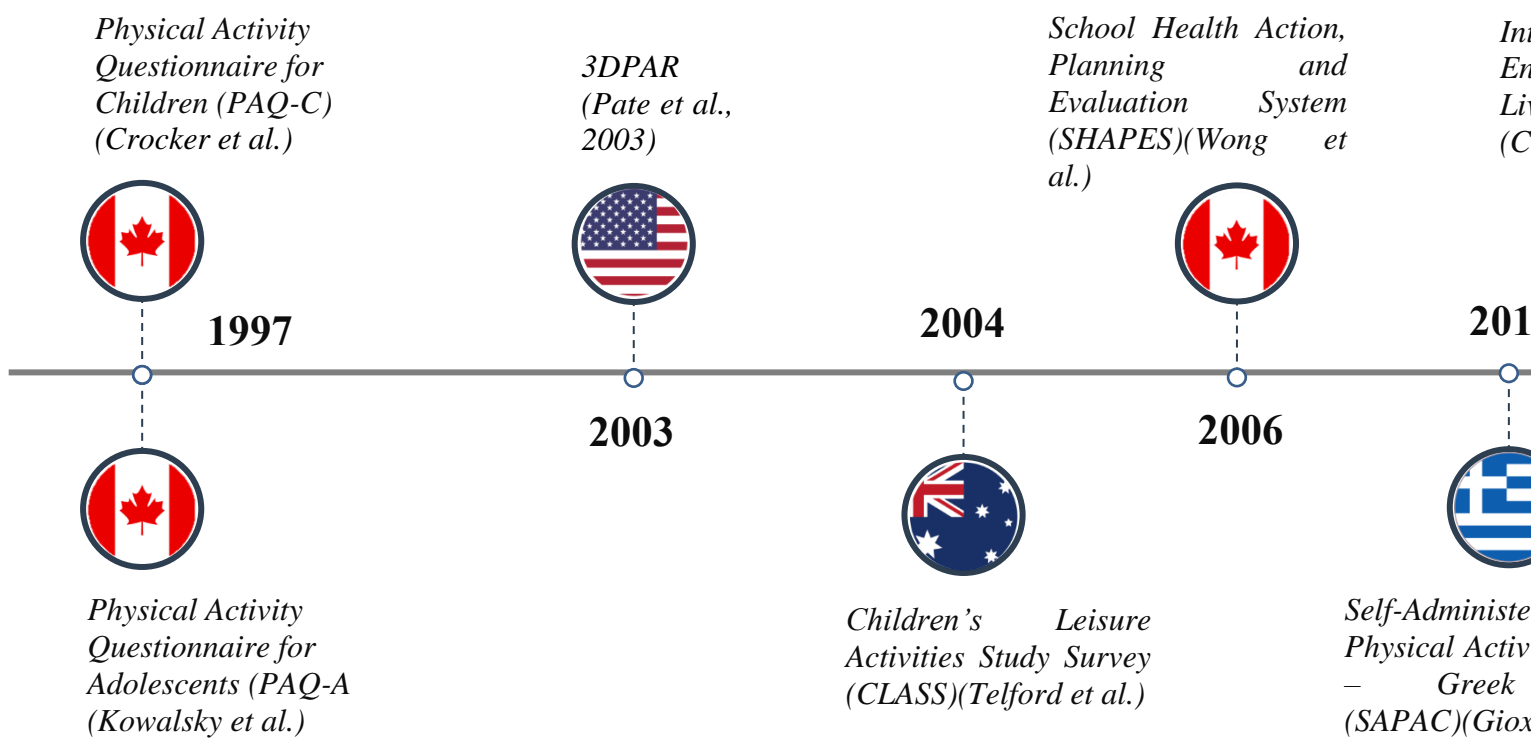 Physical Activity
Questionnaire for
Children (PAQ-C)
(Crocker et al.)
3DPAR
(Pate et al.,
2003)
School Health Action,
Planning and
Evaluation System
(SHAPES)(Wong et
al.)
1997
2004
2003
2006
Physical Activity
Questionnaire for
Adolescents (PAQ-A
(Kowalsky et al.)
Children’s Leisure
Activities Study Survey
(CLASS)(Telford et al.)
Physical
– Greek